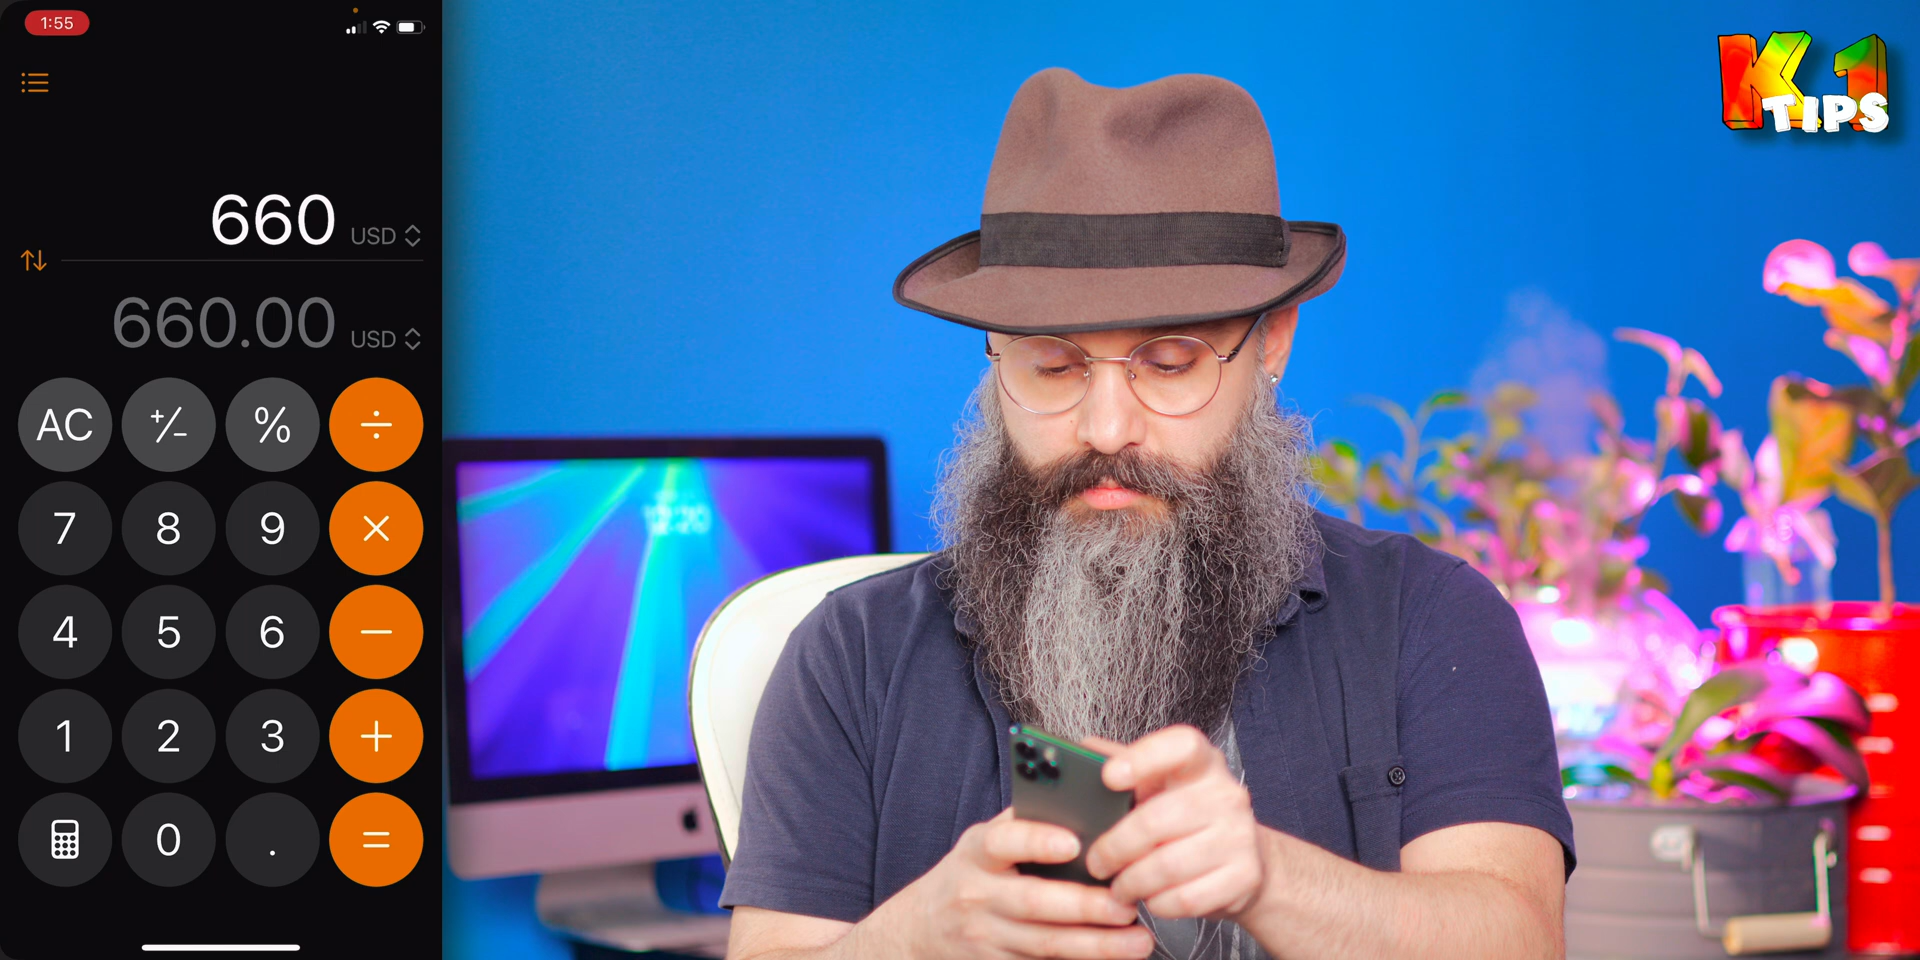 1:55
660 USD
660.00 USD
AC +/- % ÷
7 8 9 ×
4 5 6 −
1 2 3 +
0 . =
K1
TIPS